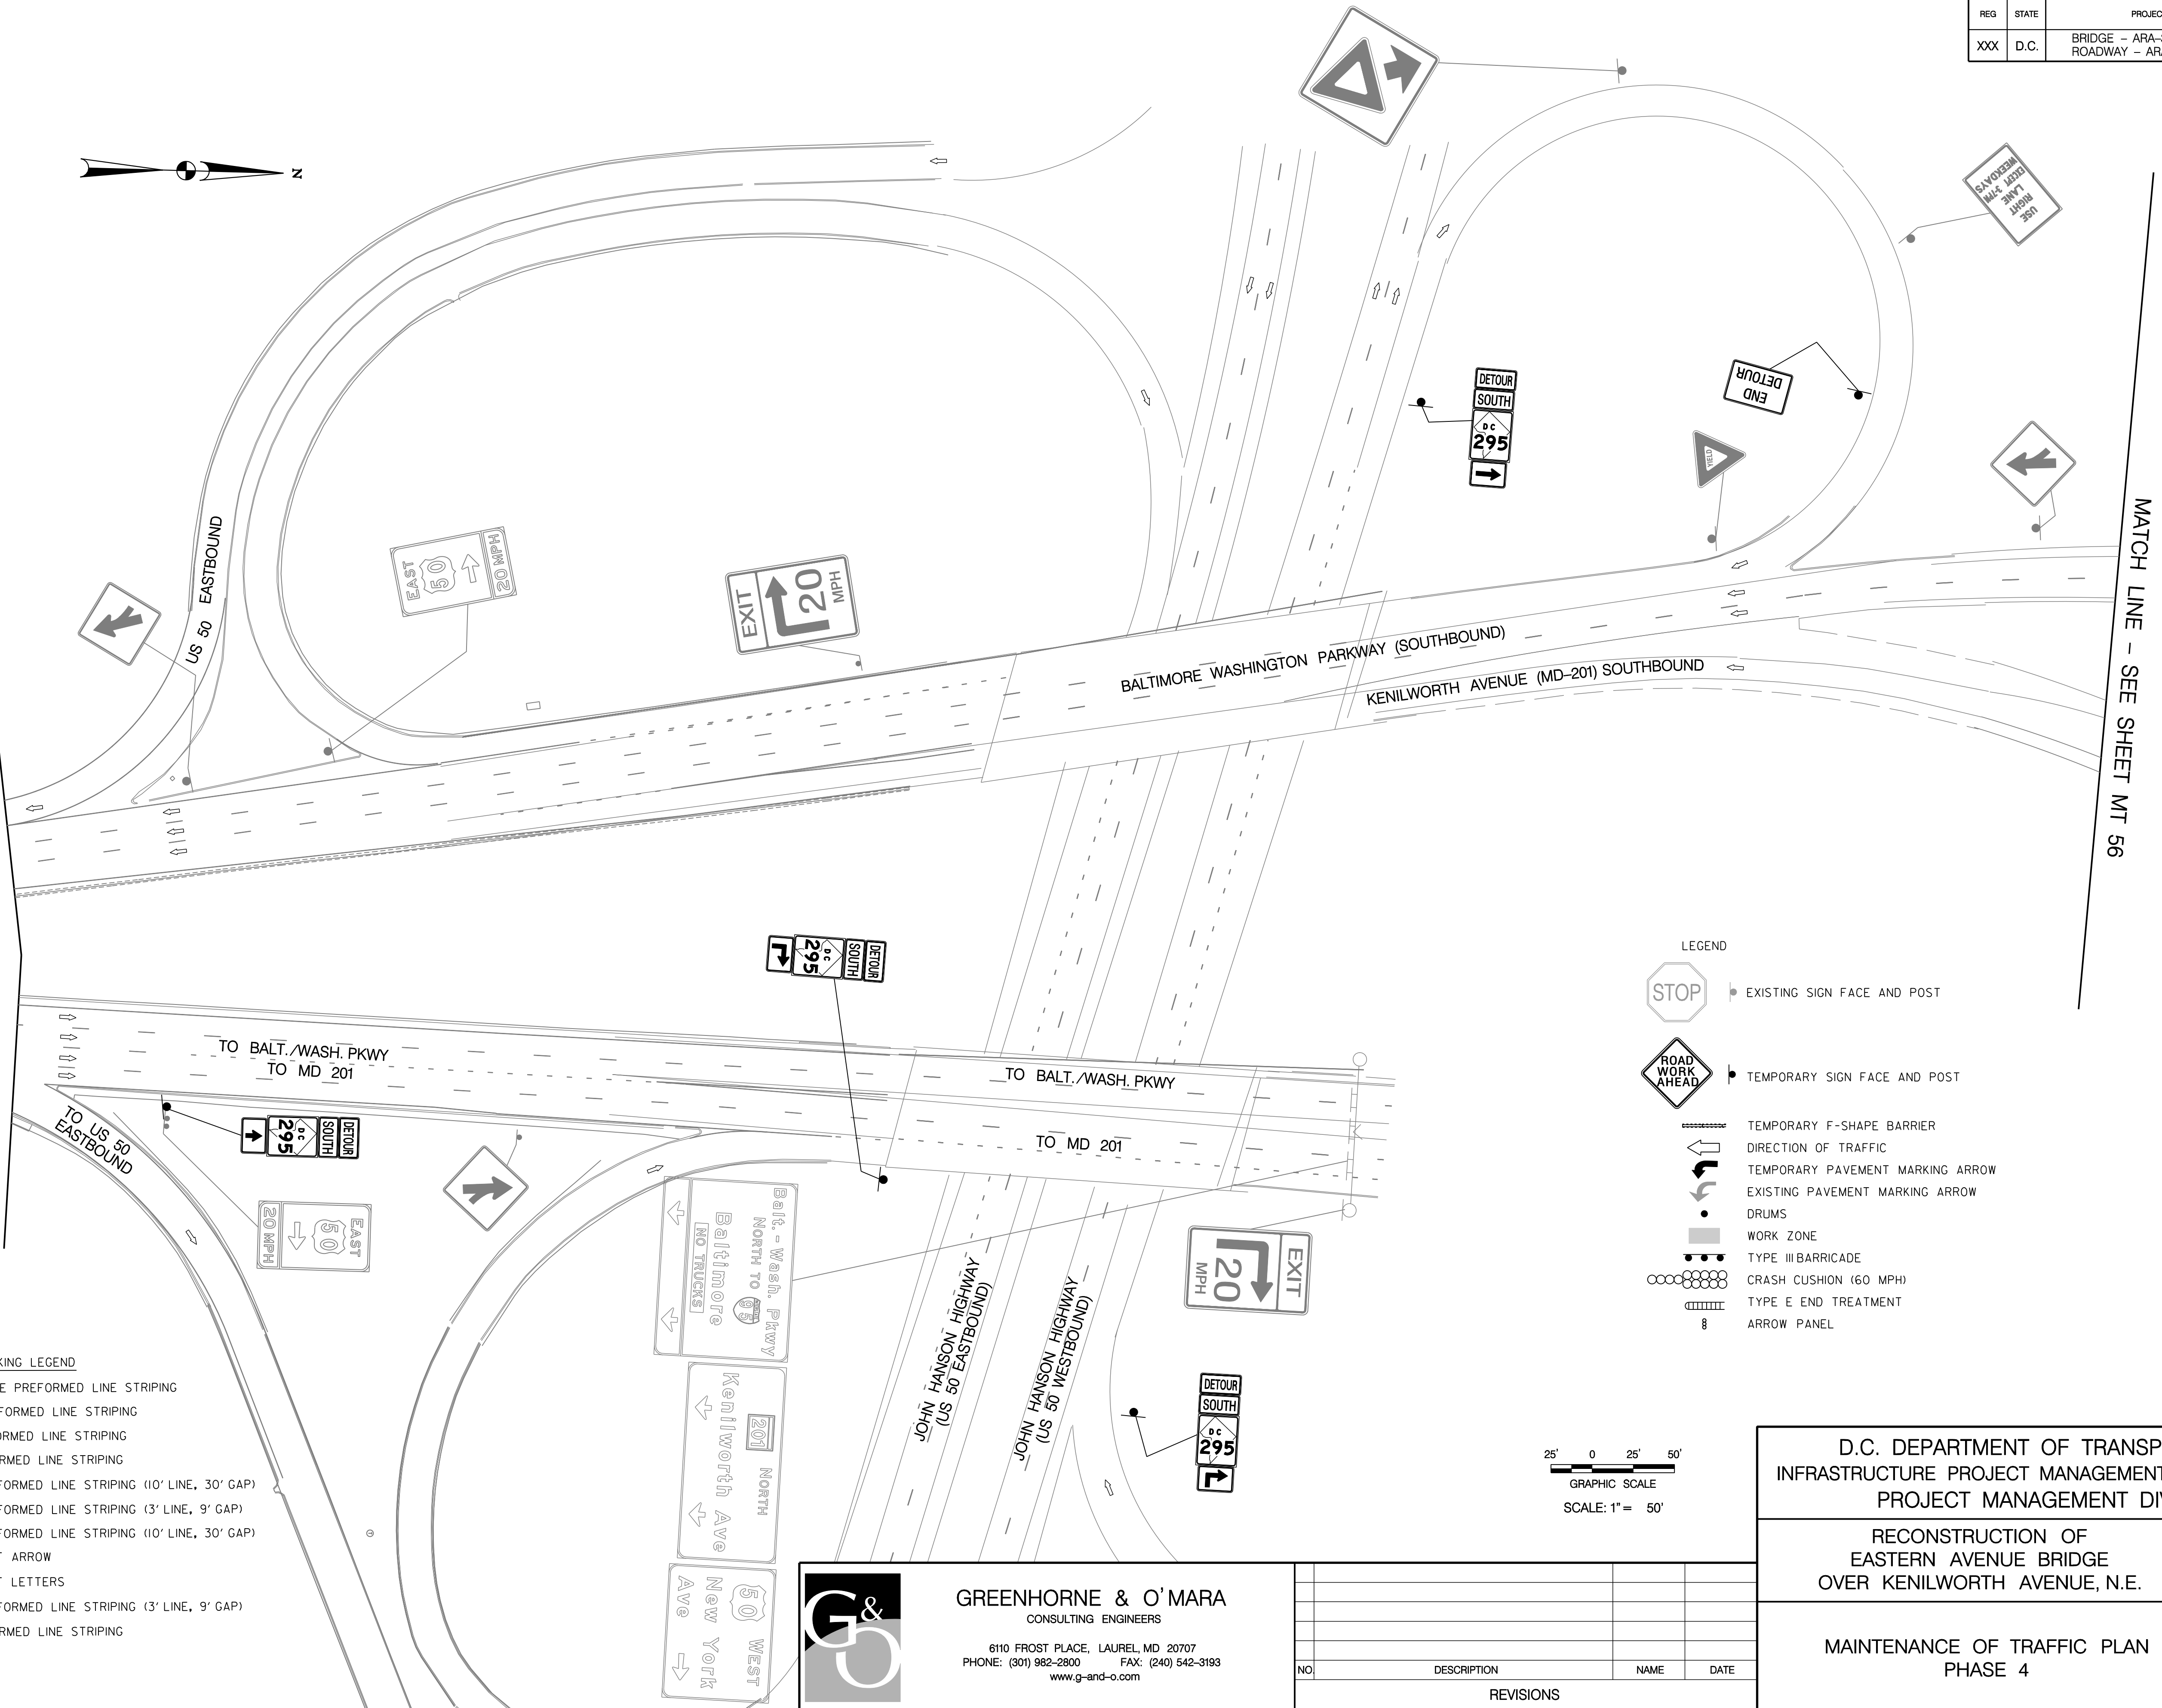 REG STATE PROJEC
XXX D.C. BRIDGE - ARA-
ROADWAY - AR
N
USE
RIGHT
LANE
EXCEPT 3-7PM
WEEKDAYS
DETOUR
SOUTH
DC
295
END
DETOUR
YIELD
MATCH LINE - SEE SHEET MT 56
US 50 EASTBOUND
EAST
50
20 MPH
EXIT
20
MPH
BALTIMORE WASHINGTON PARKWAY (SOUTHBOUND)
KENILWORTH AVENUE (MD-201) SOUTHBOUND
DETOUR
SOUTH
DC
295
TO BALT./WASH. PKWY
TO MD 201
TO BALT./WASH. PKWY
TO MD 201
TO US 50
EASTBOUND
DETOUR
SOUTH
DC
295
EAST
50
20 MPH
Balt.-Wash. Pkwy
NORTH TO 95
Baltimore
NO TRUCKS
201 NORTH
Kenilworth Ave
50 WEST
New York
Ave
JOHN HANSON HIGHWAY
(US 50 EASTBOUND)
JOHN HANSON HIGHWAY
(US 50 WESTBOUND)
EXIT
20
MPH
DETOUR
SOUTH
DC
295
LEGEND
STOP EXISTING SIGN FACE AND POST
ROAD
WORK
AHEAD
TEMPORARY SIGN FACE AND POST
TEMPORARY F-SHAPE BARRIER
DIRECTION OF TRAFFIC
TEMPORARY PAVEMENT MARKING ARROW
EXISTING PAVEMENT MARKING ARROW
DRUMS
WORK ZONE
TYPE III BARRICADE
CRASH CUSHION (60 MPH)
TYPE E END TREATMENT
ARROW PANEL
KING LEGEND
E PREFORMED LINE STRIPING
FORMED LINE STRIPING
ORMED LINE STRIPING
RMED LINE STRIPING
FORMED LINE STRIPING (10' LINE, 30' GAP)
FORMED LINE STRIPING (3' LINE, 9' GAP)
FORMED LINE STRIPING (10' LINE, 30' GAP)
T ARROW
T LETTERS
FORMED LINE STRIPING (3' LINE, 9' GAP)
RMED LINE STRIPING
25' 0 25' 50'
GRAPHIC SCALE
SCALE: 1" = 50'
G&O
GREENHORNE & O'MARA
CONSULTING ENGINEERS
6110 FROST PLACE, LAUREL, MD 20707
PHONE: (301) 982-2800 FAX: (240) 542-3193
www.g-and-o.com
NO. DESCRIPTION NAME DATE
REVISIONS
D.C. DEPARTMENT OF TRANSP
INFRASTRUCTURE PROJECT MANAGEMENT
PROJECT MANAGEMENT DI
RECONSTRUCTION OF
EASTERN AVENUE BRIDGE
OVER KENILWORTH AVENUE, N.E.
MAINTENANCE OF TRAFFIC PLAN
PHASE 4